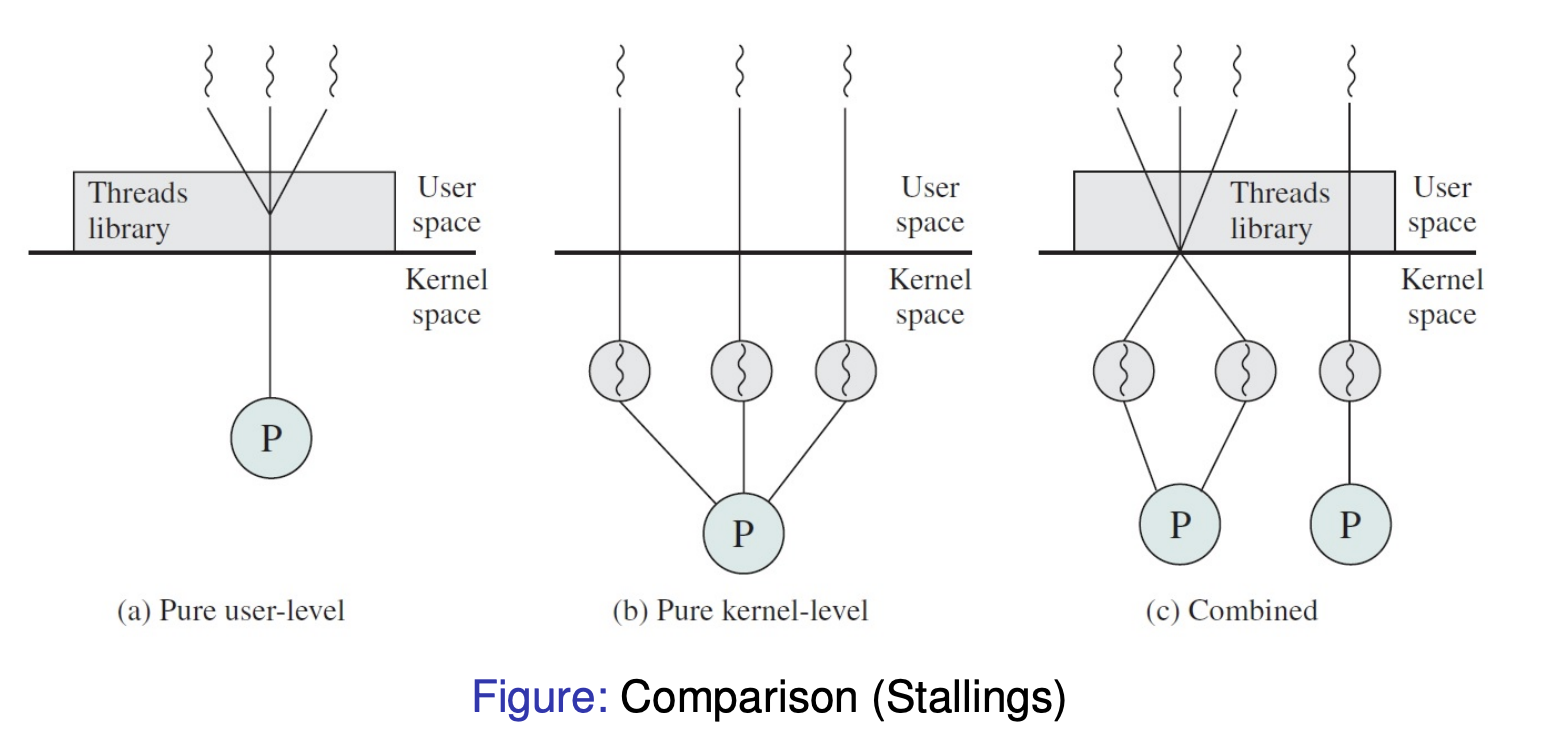 Threads
library
User
space
Kernel
space
P
(a) Pure user-level
User
space
Kernel
space
P
(b) Pure kernel-level
Threads
library
User
space
Kernel
space
P
P
(c) Combined
Figure: Comparison (Stallings)